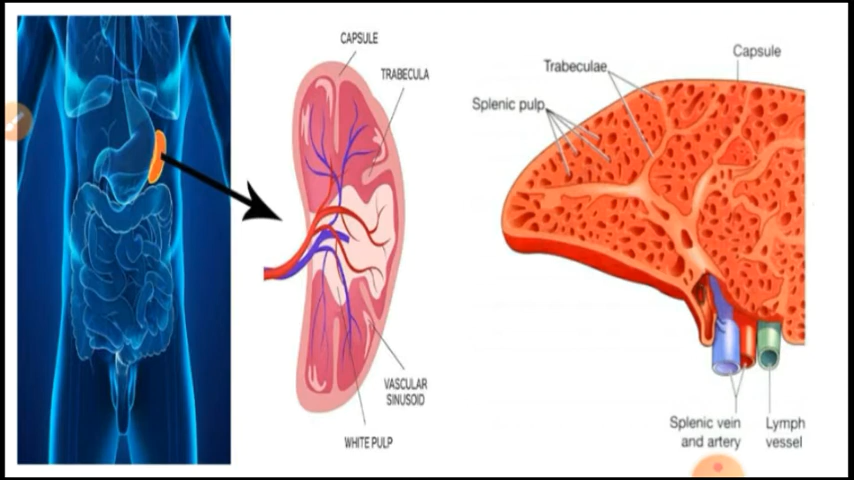 CAPSULE
TRABECULA
VASCULAR
SINUSOID
WHITE PULP
Trabeculae
Capsule
Splenic pulp
Splenic vein
and artery
Lymph
vessel